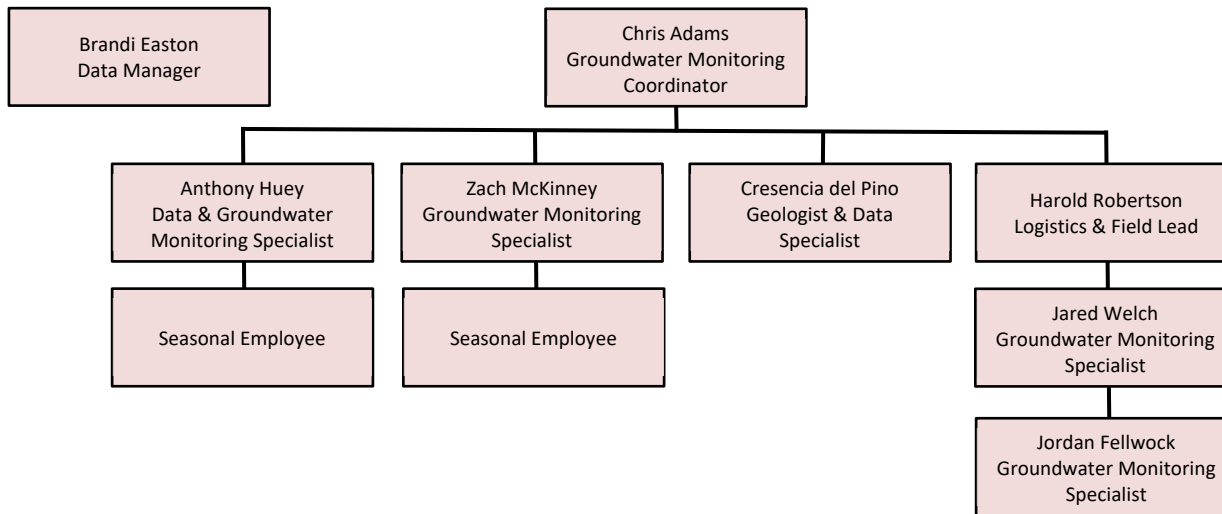 Brandi Easton
Data Manager
Chris Adams
Groundwater Monitoring
Coordinator
Anthony Huey
Data & Groundwater
Monitoring Specialist
Zach McKinney
Groundwater Monitoring
Specialist
Cresencia del Pino
Geologist & Data
Specialist
Harold Robertson
Logistics & Field Lead
Seasonal Employee
Seasonal Employee
Jared Welch
Groundwater Monitoring
Specialist
Jordan Fellwock
Groundwater Monitoring
Specialist